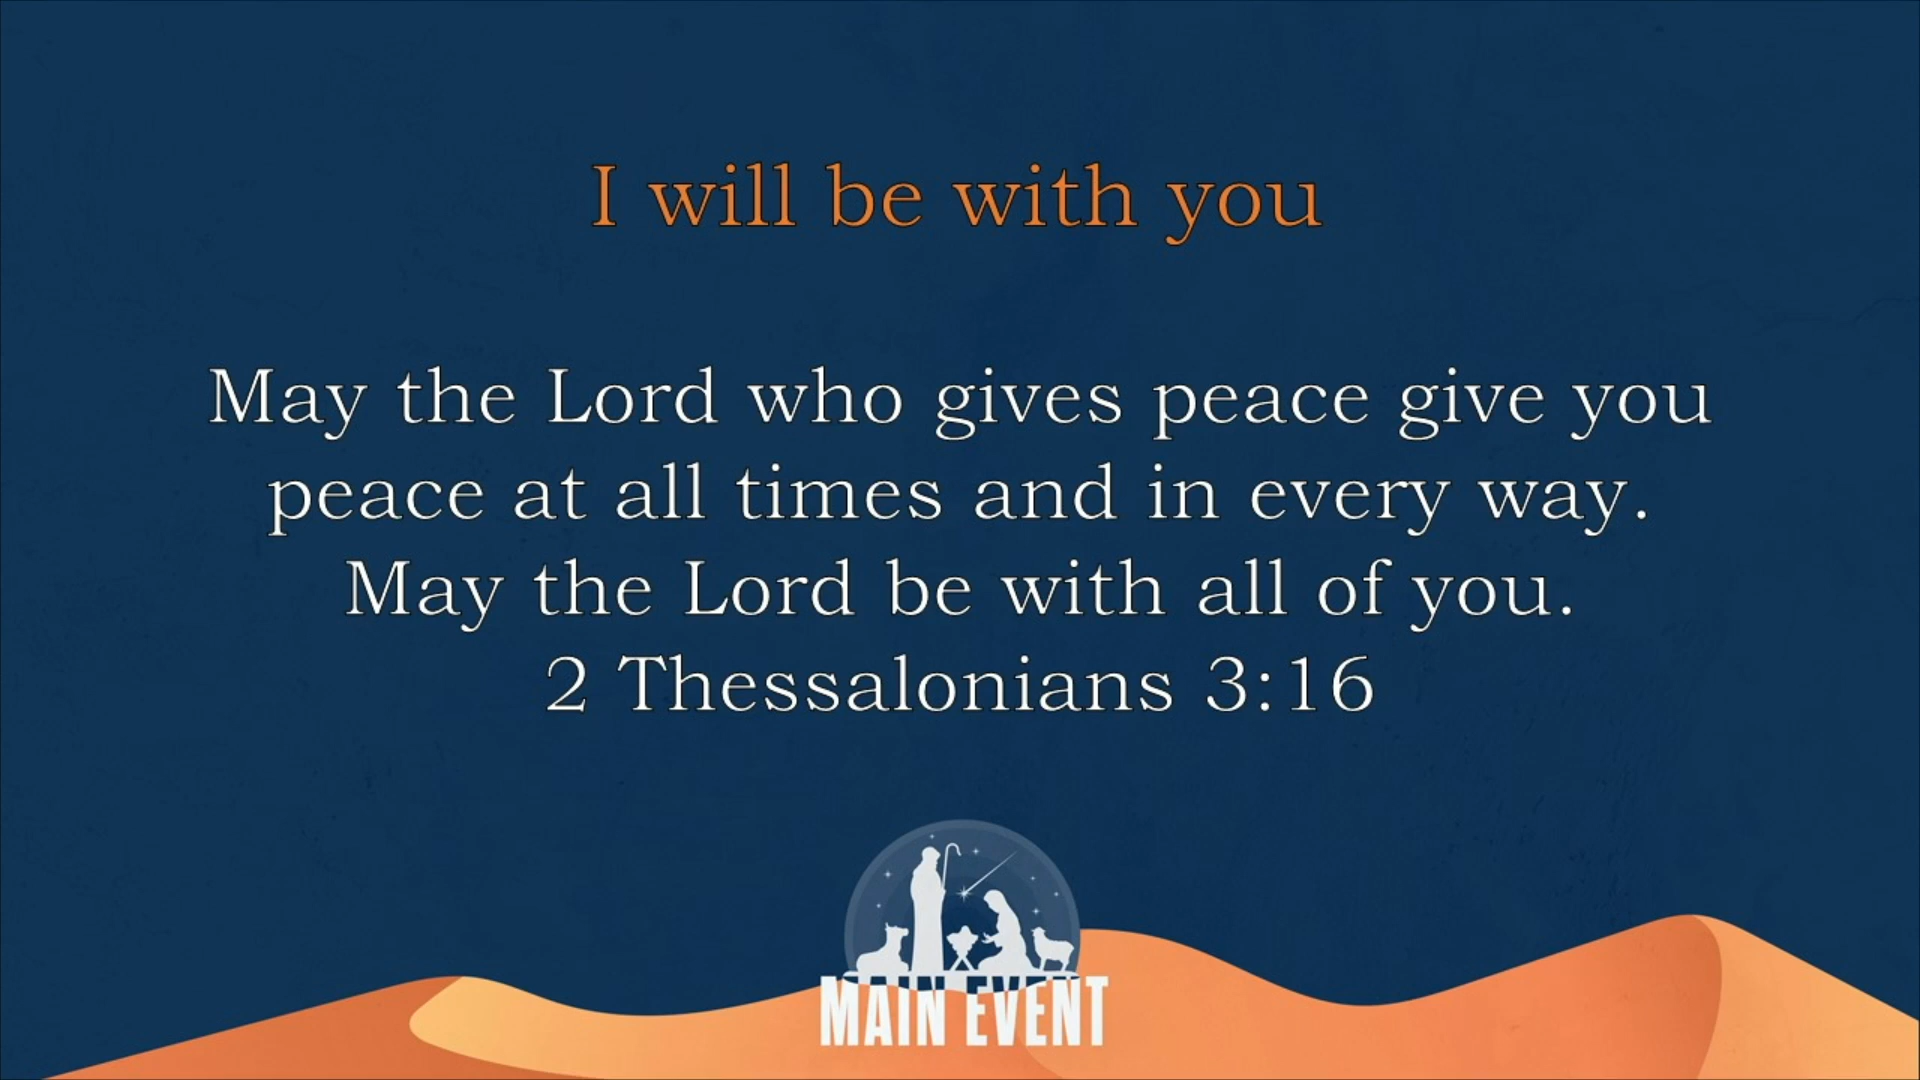 I will be with you
May the Lord who gives peace give you
peace at all times and in every way.
May the Lord be with all of you.
2 Thessalonians 3:16
MAIN EVENT